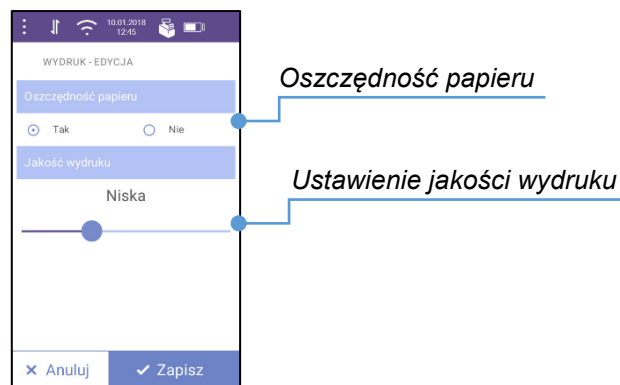 10.01.2018
12:45
WYDRUK - EDYCJA
Oszczędność papieru
Tak Nie
Jakość wydruku
Niska
Anuluj Zapisz
Oszczędność papieru
Ustawienie jakości wydruku